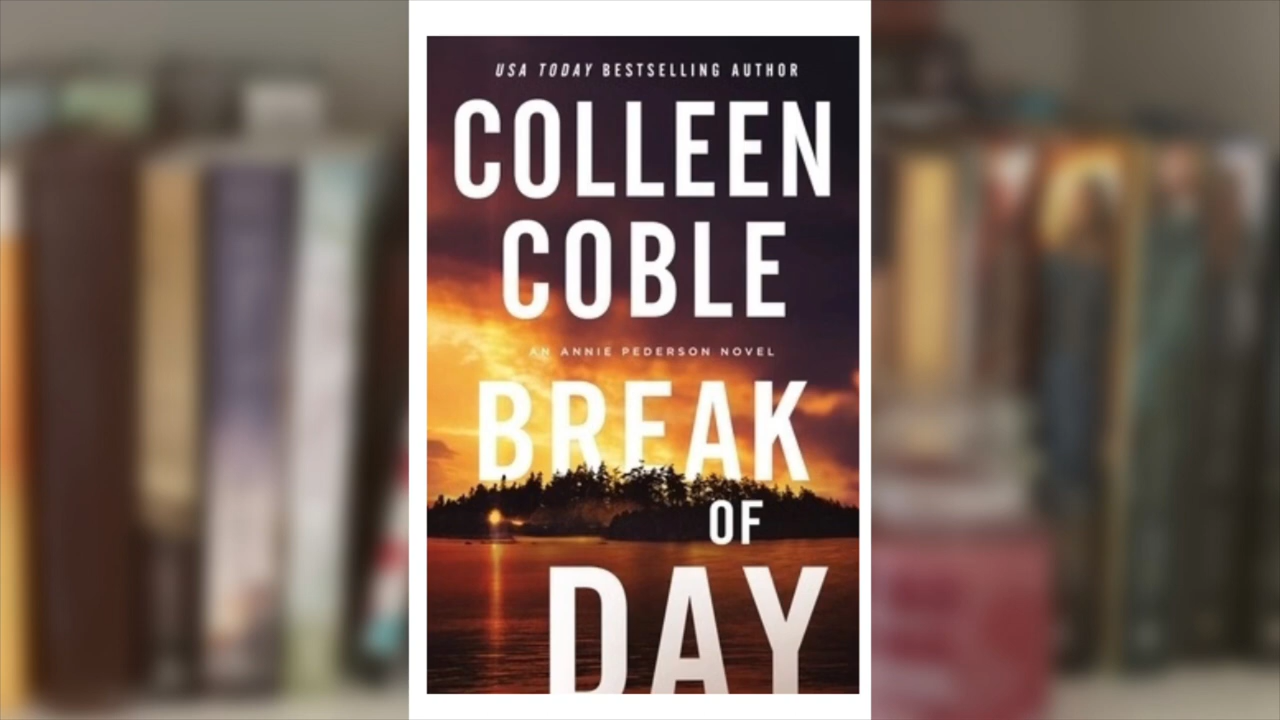 USA TODAY BESTSELLING AUTHOR
COLLEEN
COBLE
AN ANNIE PEDERSON NOVEL
BREAK
OF
DAY